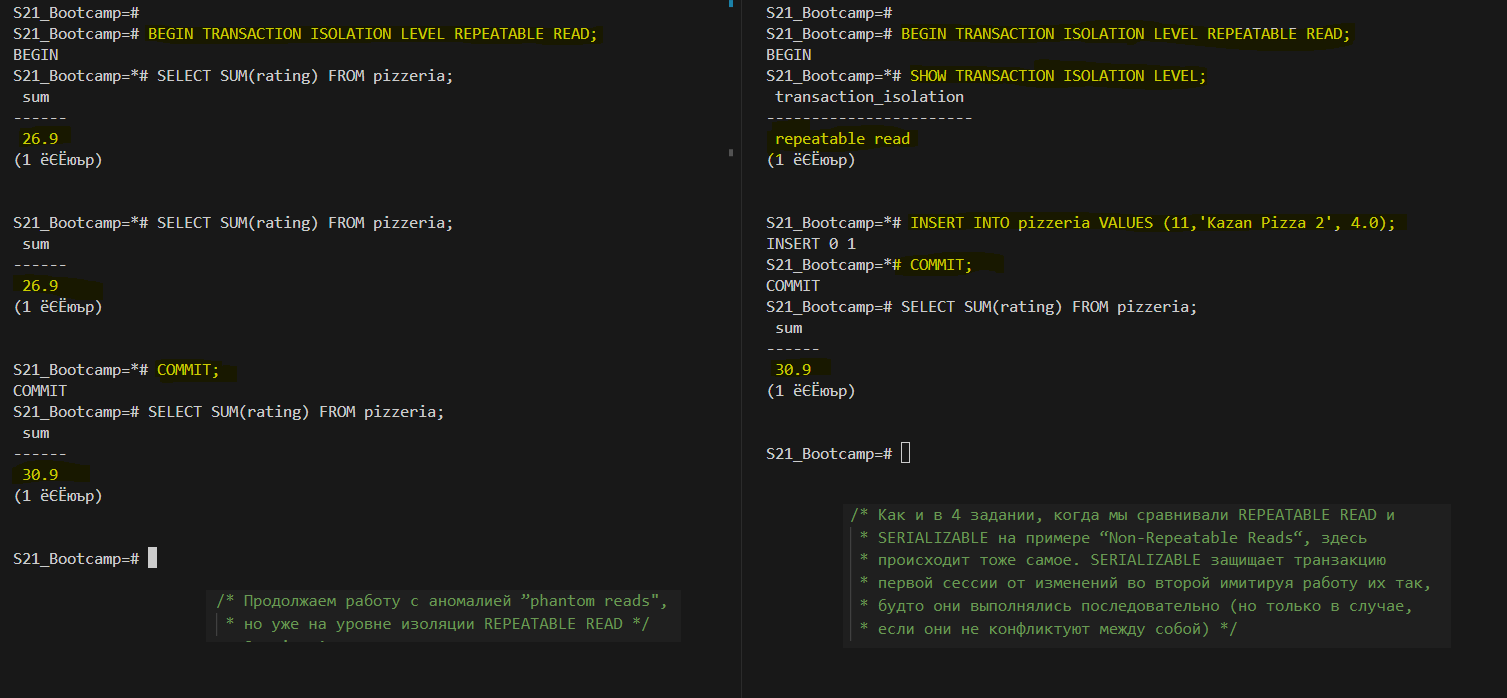 S21_Bootcamp=#
S21_Bootcamp=# BEGIN TRANSACTION ISOLATION LEVEL REPEATABLE READ;
BEGIN
S21_Bootcamp=*# SELECT SUM(rating) FROM pizzeria;
sum
------
26.9
(1 ёЄЁюър)
S21_Bootcamp=*# SELECT SUM(rating) FROM pizzeria;
sum
------
26.9
(1 ёЄЁюър)
S21_Bootcamp=*# COMMIT;
COMMIT
S21_Bootcamp=# SELECT SUM(rating) FROM pizzeria;
sum
------
30.9
(1 ёЄЁюър)
S21_Bootcamp=#
/* Продолжаем работу с аномалией ”phantom reads",
* но уже на уровне изоляции REPEATABLE READ */
S21_Bootcamp=#
S21_Bootcamp=# BEGIN TRANSACTION ISOLATION LEVEL REPEATABLE READ;
BEGIN
S21_Bootcamp=*# SHOW TRANSACTION ISOLATION LEVEL;
transaction_isolation
-----------------------
repeatable read
(1 ёЄЁюър)
S21_Bootcamp=*# INSERT INTO pizzeria VALUES (11,'Kazan Pizza 2', 4.0);
INSERT 0 1
S21_Bootcamp=*# COMMIT;
COMMIT
S21_Bootcamp=# SELECT SUM(rating) FROM pizzeria;
sum
------
30.9
(1 ёЄЁюър)
S21_Bootcamp=#
/* Как и в 4 задании, когда мы сравнивали REPEATABLE READ и
* SERIALIZABLE на примере “Non-Repeatable Reads“, здесь
* происходит тоже самое. SERIALIZABLE защищает транзакцию
* первой сессии от изменений во второй имитируя работу их так,
* будто они выполнялись последовательно (но только в случае,
* если они не конфликтуют между собой) */